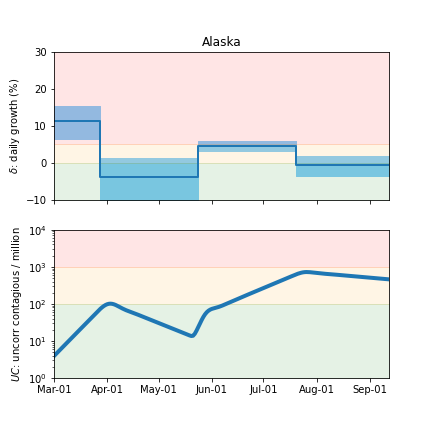 Alaska
δ: daily growth (%)
30
20
10
0
−10
UC: uncorr contagious / million
10⁴
10³
10²
10¹
10⁰
Mar-01 Apr-01 May-01 Jun-01 Jul-01 Aug-01 Sep-01